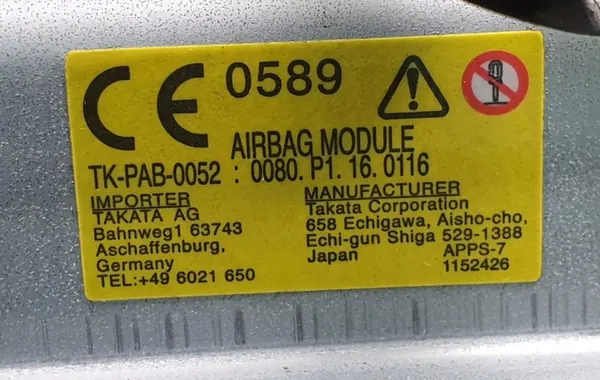 CE 0589
AIRBAG MODULE
TK-PAB-0052 : 0080. P1. 16. 0116
IMPORTER
TAKATA AG
Bahnweg1 63743
Aschaffenburg,
Germany
TEL:+49 6021 650
MANUFACTURER
Takata Corporation
658 Echigawa, Aisho-cho,
Echi-gun Shiga 529-1388
Japan APPS-7
1152426